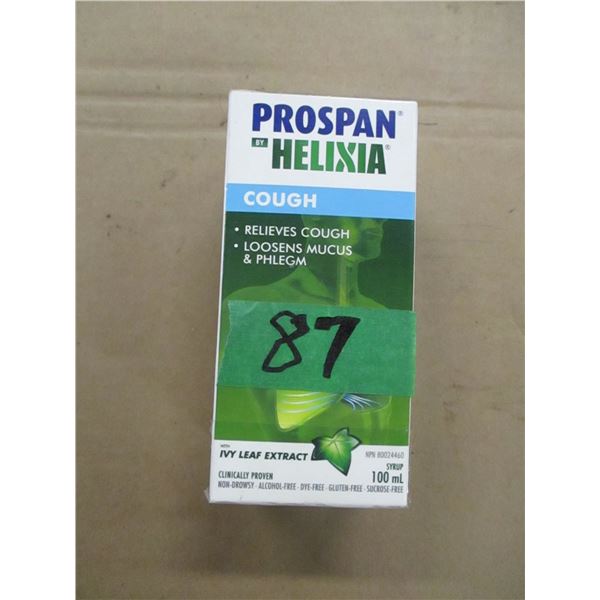 PROSPAN®
BY HELIXIA®
COUGH
• RELIEVES COUGH
• LOOSENS MUCUS
& PHLEGM
87
WITH
IVY LEAF EXTRACT
NPN 80024460
SYRUP
CLINICALLY PROVEN
100 mL
NON-DROWSY · ALCOHOL-FREE · DYE-FREE · GLUTEN-FREE · SUCROSE-FREE